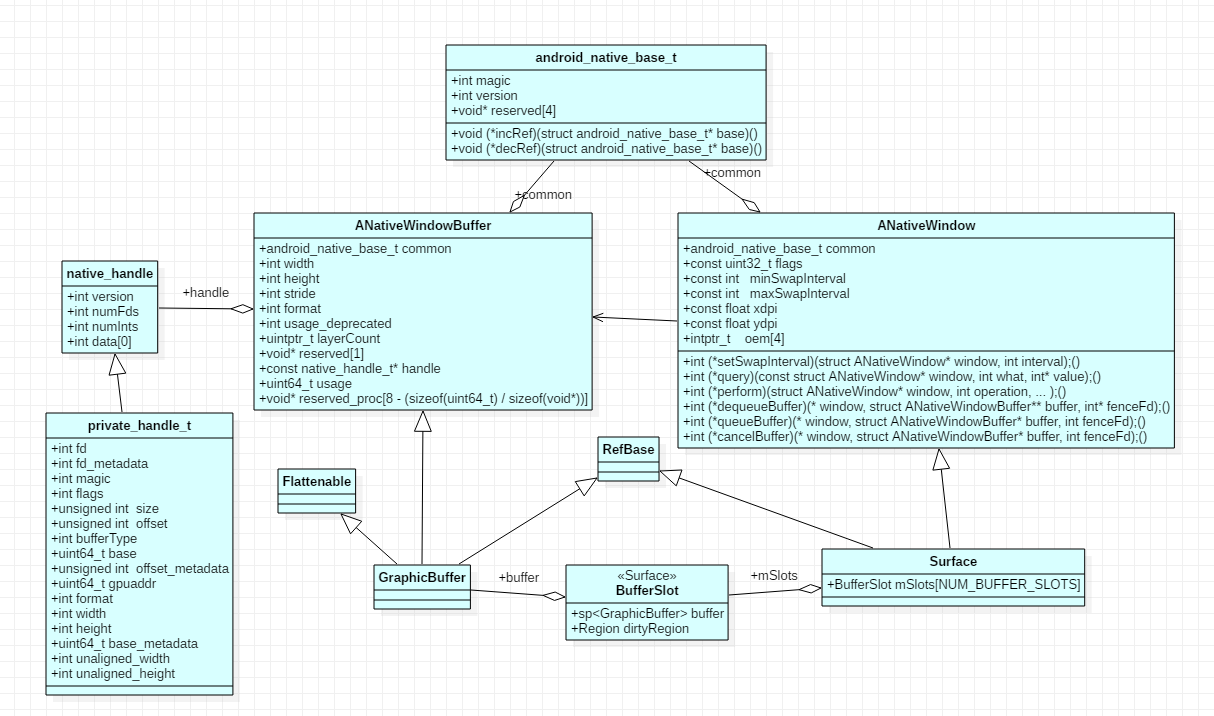 android_native_base_t
+int magic
+int version
+void* reserved[4]
+void (*incRef)(struct android_native_base_t* base)()
+void (*decRef)(struct android_native_base_t* base)()
+common
+common
ANativeWindowBuffer
+android_native_base_t common
+int width
+int height
+int stride
+int format
+int usage_deprecated
+uintptr_t layerCount
+void* reserved[1]
+const native_handle_t* handle
+uint64_t usage
+void* reserved_proc[8 - (sizeof(uint64_t) / sizeof(void*))]
ANativeWindow
+android_native_base_t common
+const uint32_t flags
+const int   minSwapInterval
+const int   maxSwapInterval
+const float xdpi
+const float ydpi
+intptr_t    oem[4]
+int (*setSwapInterval)(struct ANativeWindow* window, int interval);()
+int (*query)(const struct ANativeWindow* window, int what, int* value);()
+int (*perform)(struct ANativeWindow* window, int operation, ... );()
+int (*dequeueBuffer)(* window, struct ANativeWindowBuffer** buffer, int* fenceFd);()
+int (*queueBuffer)(* window, struct ANativeWindowBuffer* buffer, int fenceFd);()
+int (*cancelBuffer)(* window, struct ANativeWindowBuffer* buffer, int fenceFd);()
native_handle
+int version
+int numFds
+int numInts
+int data[0]
+handle
private_handle_t
+int fd
+int fd_metadata
+int magic
+int flags
+unsigned int  size
+unsigned int  offset
+int bufferType
+uint64_t base
+unsigned int  offset_metadata
+uint64_t gpuaddr
+int format
+int width
+int height
+uint64_t base_metadata
+int unaligned_width
+int unaligned_height
Flattenable
RefBase
GraphicBuffer
+buffer
«Surface»
BufferSlot
+sp<GraphicBuffer> buffer
+Region dirtyRegion
+mSlots
Surface
+BufferSlot mSlots[NUM_BUFFER_SLOTS]